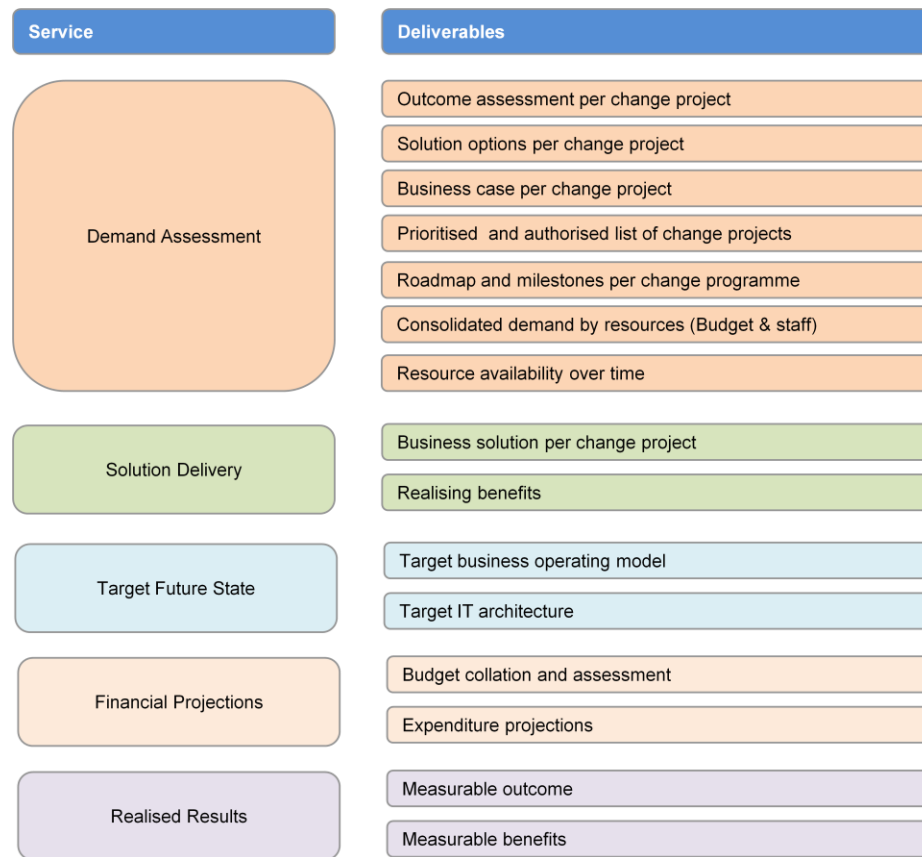 Service
Deliverables
Demand Assessment
Outcome assessment per change project
Solution options per change project
Business case per change project
Prioritised  and authorised list of change projects
Roadmap and milestones per change programme
Consolidated demand by resources (Budget & staff)
Resource availability over time
Solution Delivery
Business solution per change project
Realising benefits
Target Future State
Target business operating model
Target IT architecture
Financial Projections
Budget collation and assessment
Expenditure projections
Realised Results
Measurable outcome
Measurable benefits